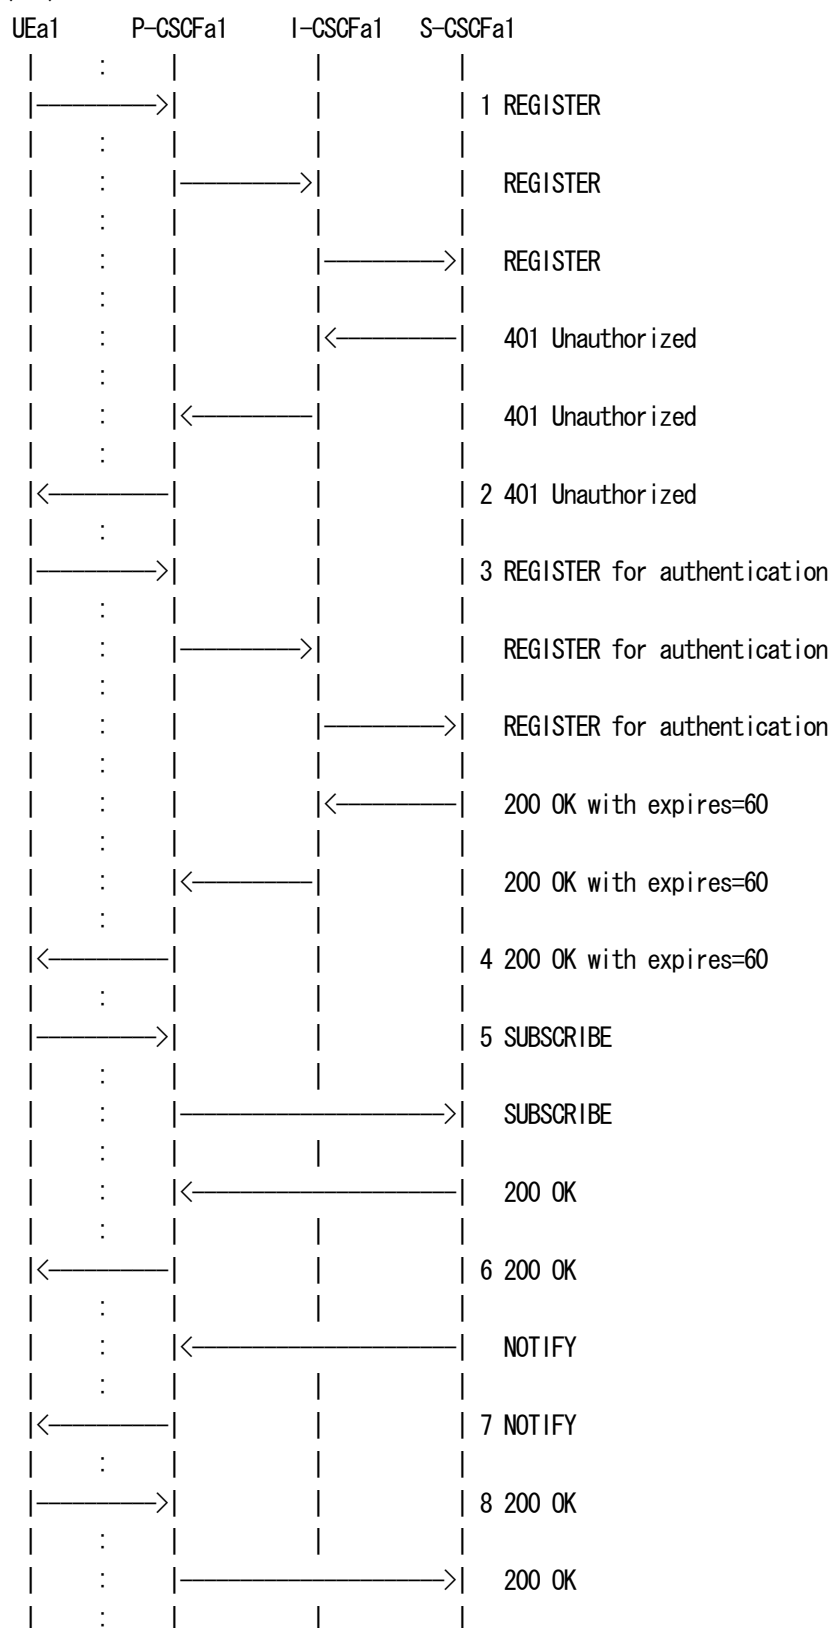 UEa1 P-CSCFa1 I-CSCFa1 S-CSCFa1
1 REGISTER
REGISTER
REGISTER
401 Unauthorized
401 Unauthorized
2 401 Unauthorized
3 REGISTER for authentication
REGISTER for authentication
REGISTER for authentication
200 OK with expires=60
200 OK with expires=60
4 200 OK with expires=60
5 SUBSCRIBE
SUBSCRIBE
200 OK
6 200 OK
NOTIFY
7 NOTIFY
8 200 OK
200 OK